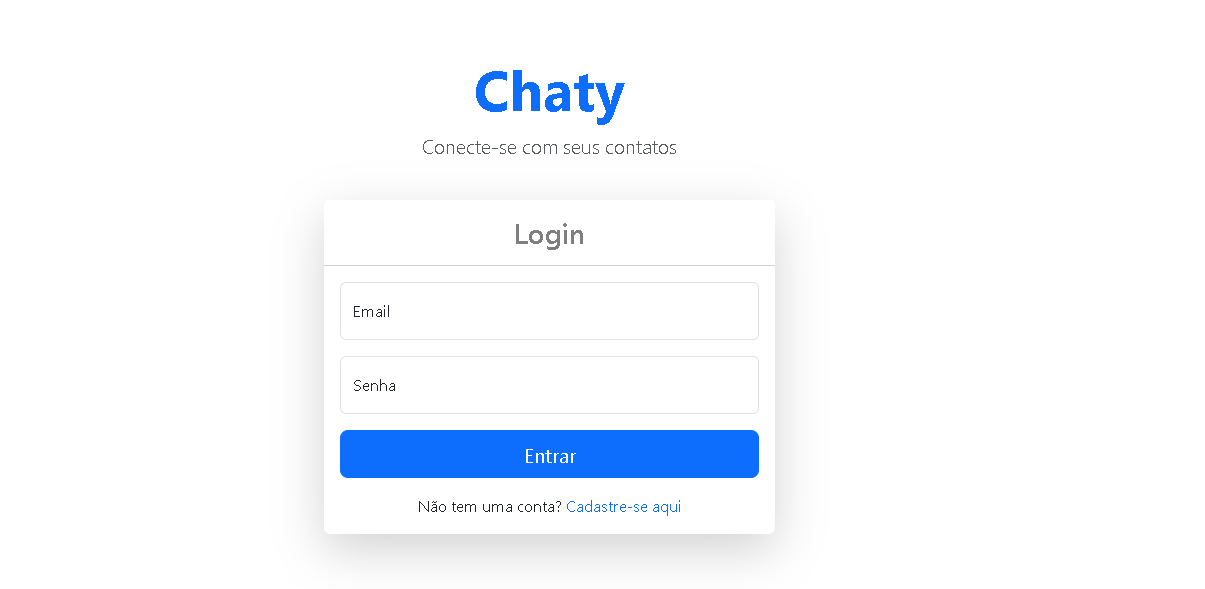 Chaty
Conecte-se com seus contatos
Login
Email
Senha
Entrar
Não tem uma conta? Cadastre-se aqui